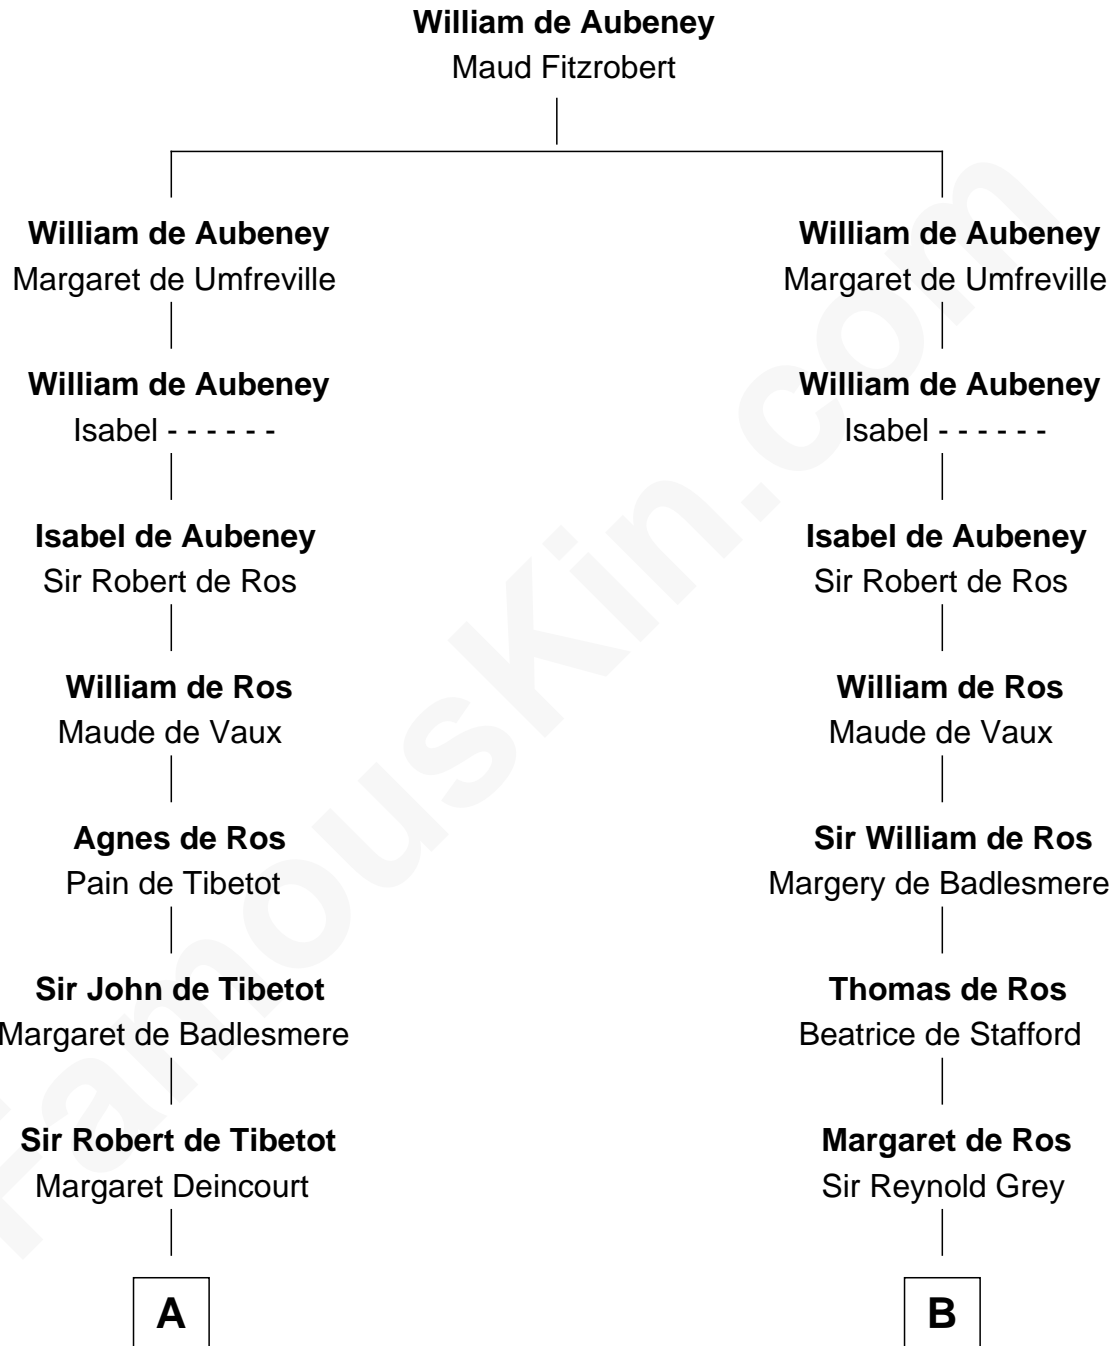 William de Aubeney
Maud Fitzrobert
William de Aubeney
Margaret de Umfreville
William de Aubeney
Isabel - - - - - -
Isabel de Aubeney
Sir Robert de Ros
William de Ros
Maude de Vaux
Agnes de Ros
Pain de Tibetot
Sir John de Tibetot
Margaret de Badlesmere
Sir Robert de Tibetot
Margaret Deincourt
A
William de Aubeney
Margaret de Umfreville
William de Aubeney
Isabel - - - - - -
Isabel de Aubeney
Sir Robert de Ros
William de Ros
Maude de Vaux
Sir William de Ros
Margery de Badlesmere
Thomas de Ros
Beatrice de Stafford
Margaret de Ros
Sir Reynold Grey
B
FamousKin.com